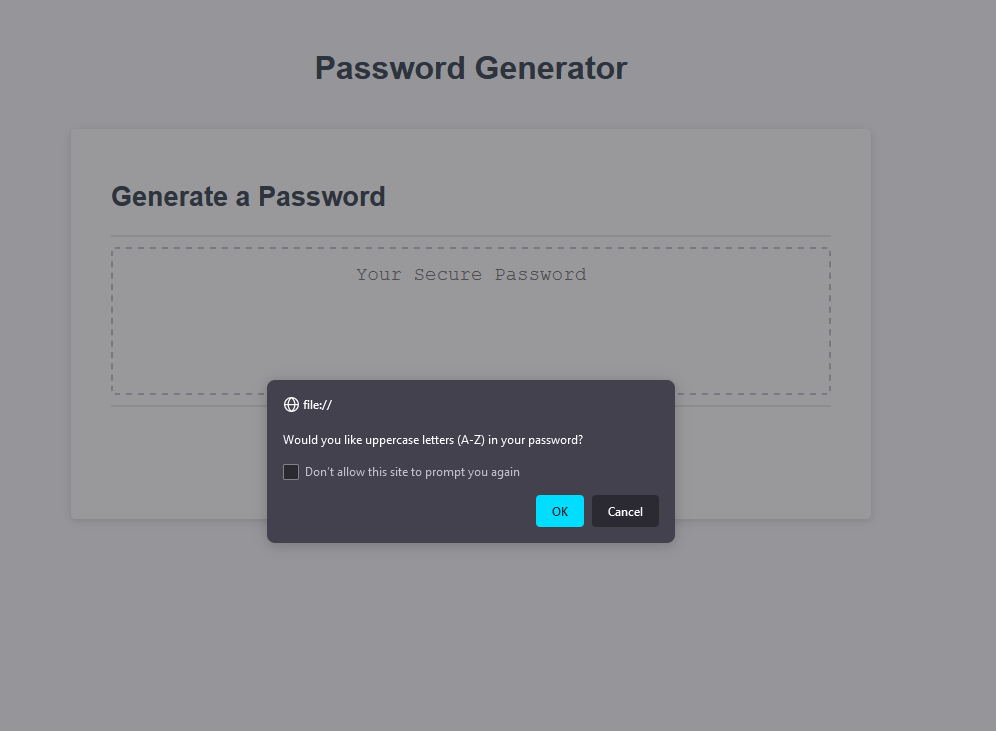 Password Generator
Generate a Password
Your Secure Password
file://
Would you like uppercase letters (A-Z) in your password?
Don't allow this site to prompt you again
OK Cancel